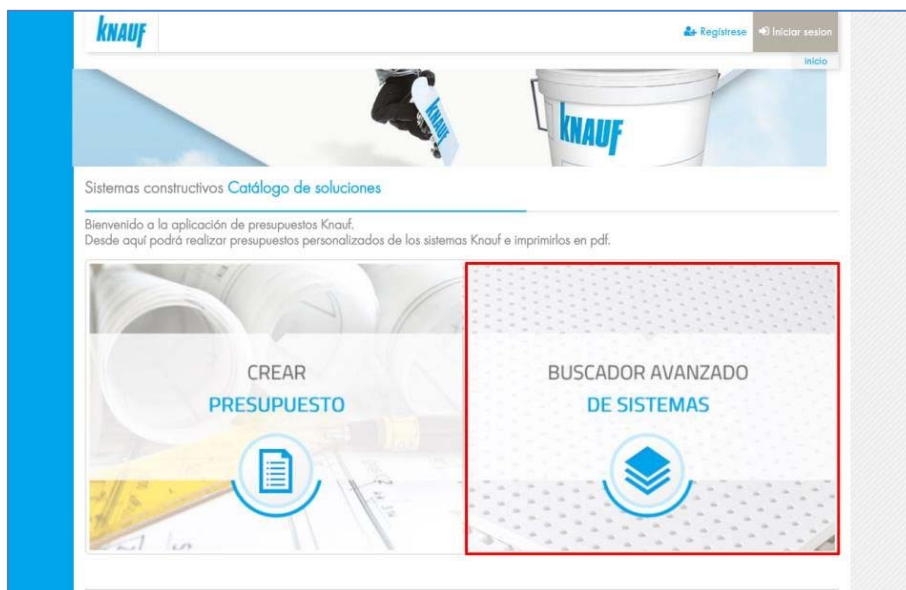 KNAUF
Regístrese
Iniciar sesion
inicio
KNAUF
KNAUF
Sistemas constructivos Catálogo de soluciones
Bienvenido a la aplicación de presupuestos Knauf.
Desde aquí podrá realizar presupuestos personalizados de los sistemas Knauf e imprimirlos en pdf.
CREAR
PRESUPUESTO
BUSCADOR AVANZADO
DE SISTEMAS